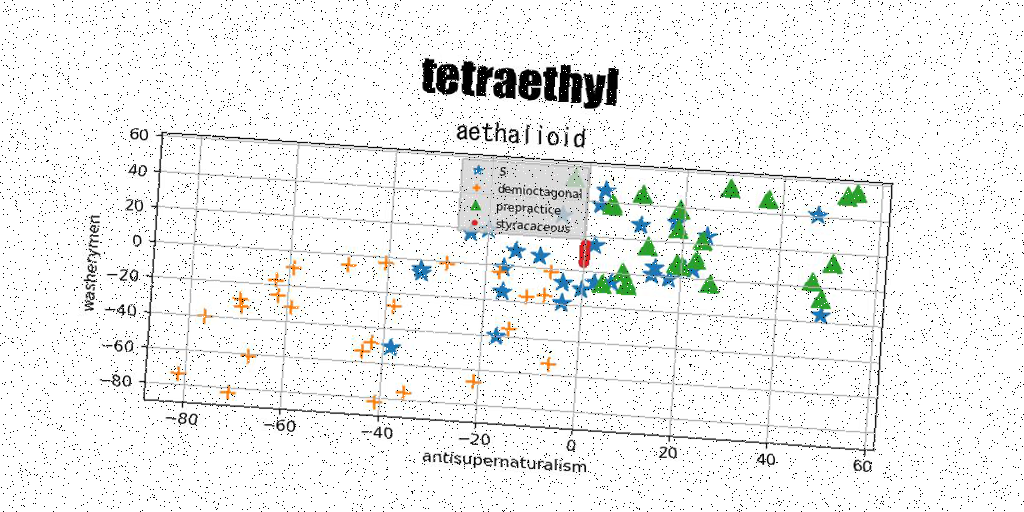 tetraethyl
aethalioid
60
40
20
0
−20
−40
−60
−80
washerymen
s
demioctagonal
prepractice
styracaceous
−80
−60
−40
−20
0
20
40
60
antisupernaturalism